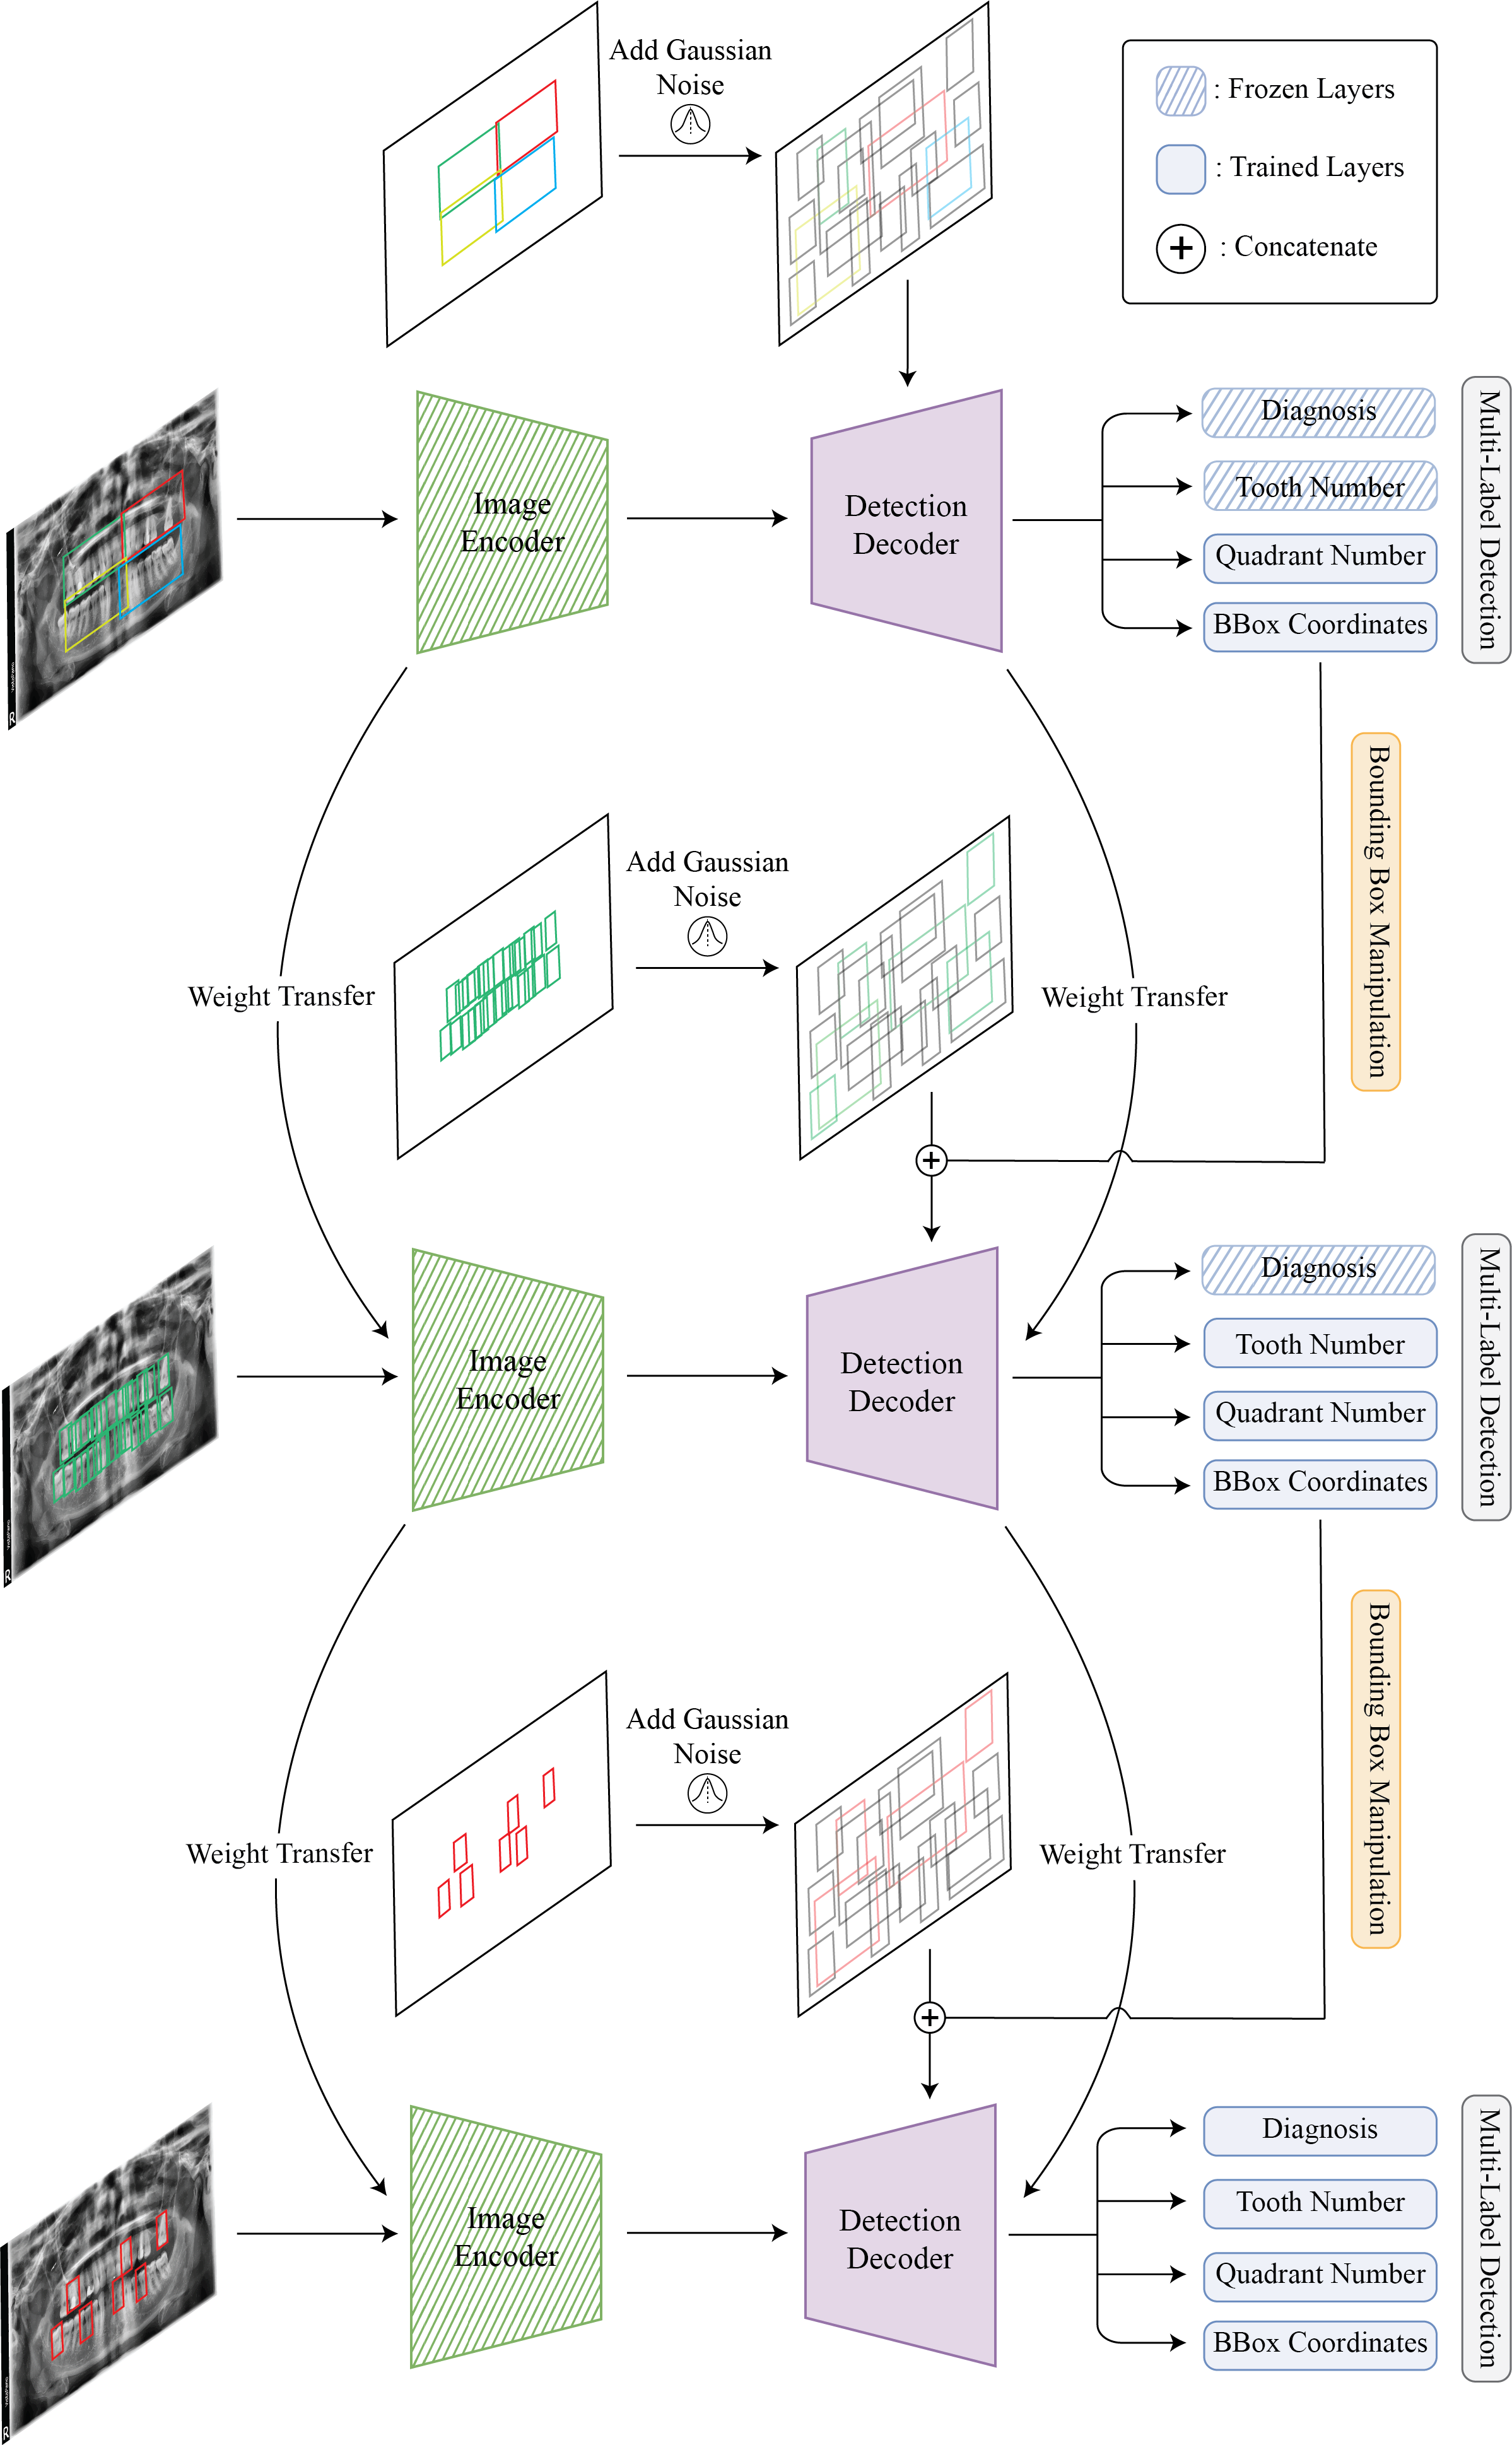 Add Gaussian
Noise
: Frozen Layers
: Trained Layers
: Concatenate
Image
Encoder
Detection
Decoder
Diagnosis
Tooth Number
Quadrant Number
BBox Coordinates
Multi-Label Detection
R
Weight Transfer
Add Gaussian
Noise
Weight Transfer
Bounding Box Manipulation
Image
Encoder
Detection
Decoder
Diagnosis
Tooth Number
Quadrant Number
BBox Coordinates
Multi-Label Detection
R
Weight Transfer
Add Gaussian
Noise
Weight Transfer
Bounding Box Manipulation
Image
Encoder
Detection
Decoder
Diagnosis
Tooth Number
Quadrant Number
BBox Coordinates
Multi-Label Detection
R